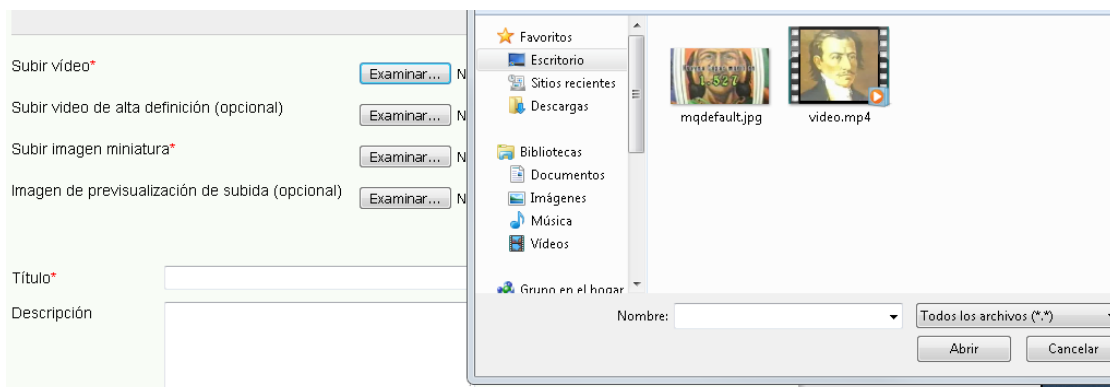 Subir vídeo*
Examinar... N
Subir video de alta definición (opcional)
Examinar... N
Subir imagen miniatura*
Examinar... N
Imagen de previsualización de subida (opcional)
Examinar... N
Título*
Descripción
Favoritos
Escritorio
Sitios recientes
Descargas
Bibliotecas
Documentos
Imágenes
Música
Vídeos
Grupo en el hogar
mqdefault.jpg
video.mp4
Nombre:
Todos los archivos (*.*)
Abrir
Cancelar